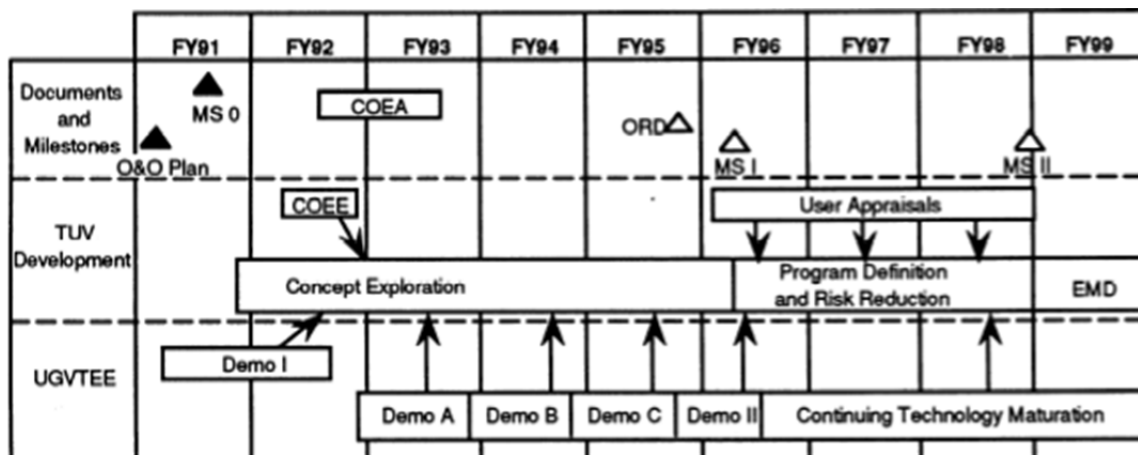 FY91 FY92 FY93 FY94 FY95 FY96 FY97 FY98 FY99
Documents
and
Milestones
MS 0
COEA
O&O Plan
ORD
MS I
MS II
TUV
Development
COEE
User Appraisals
Concept Exploration
Program Definition
and Risk Reduction
EMD
UGVTEE
Demo I
Demo A
Demo B
Demo C
Demo II
Continuing Technology Maturation